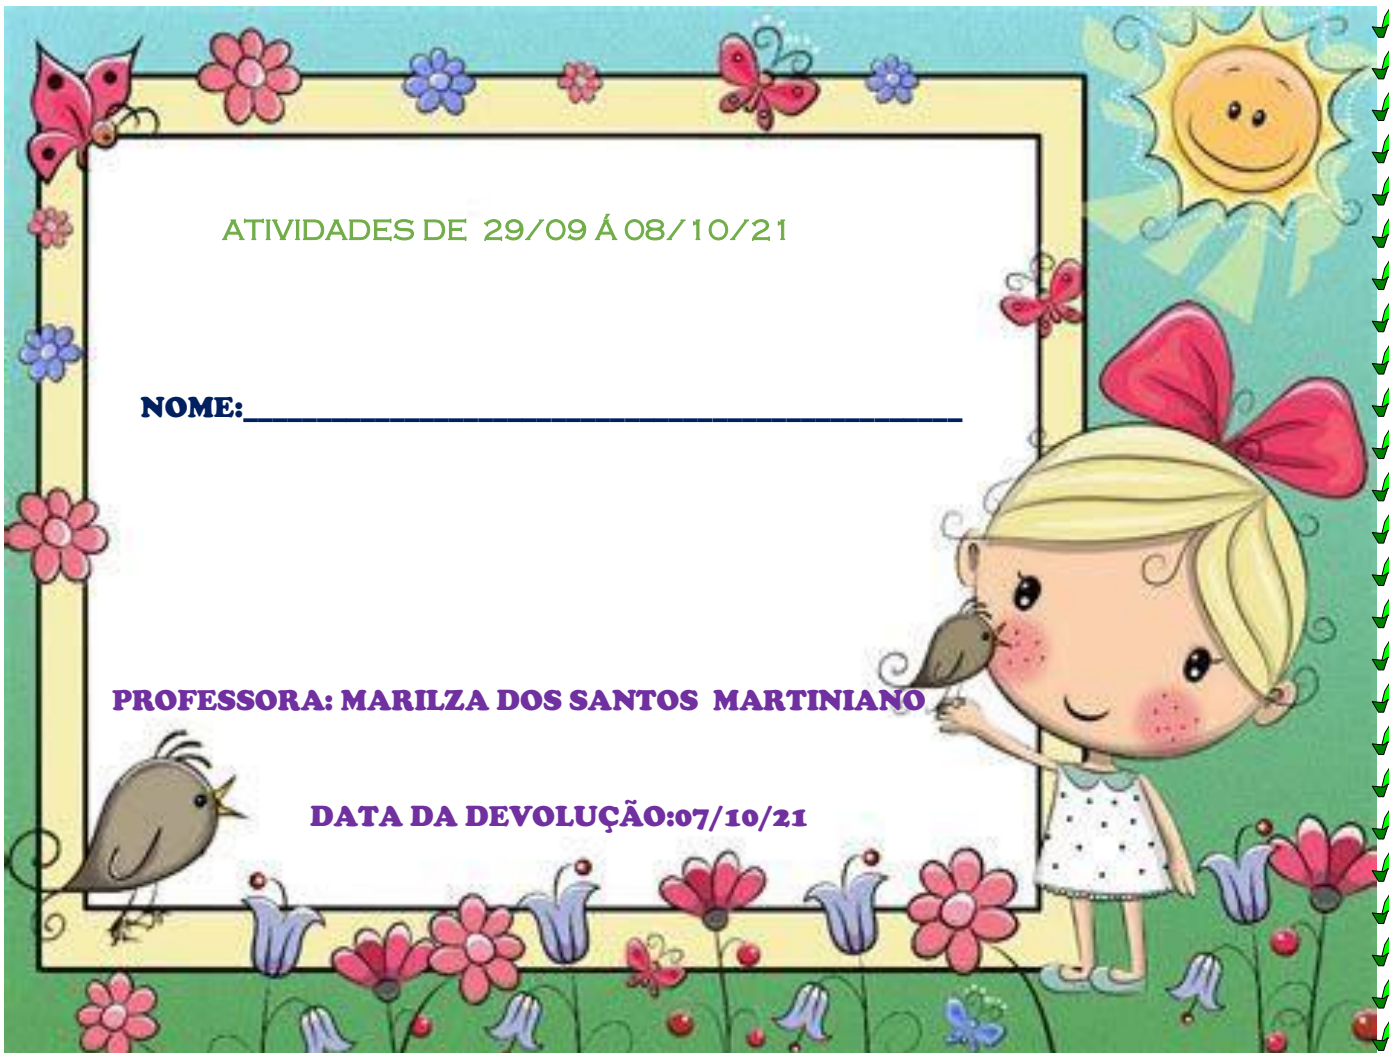 ATIVIDADES DE 29/09 Á 08/10/21
NOME:_______________________________________________
PROFESSORA: MARILZA DOS SANTOS MARTINIANO
DATA DA DEVOLUÇÃO:07/10/21